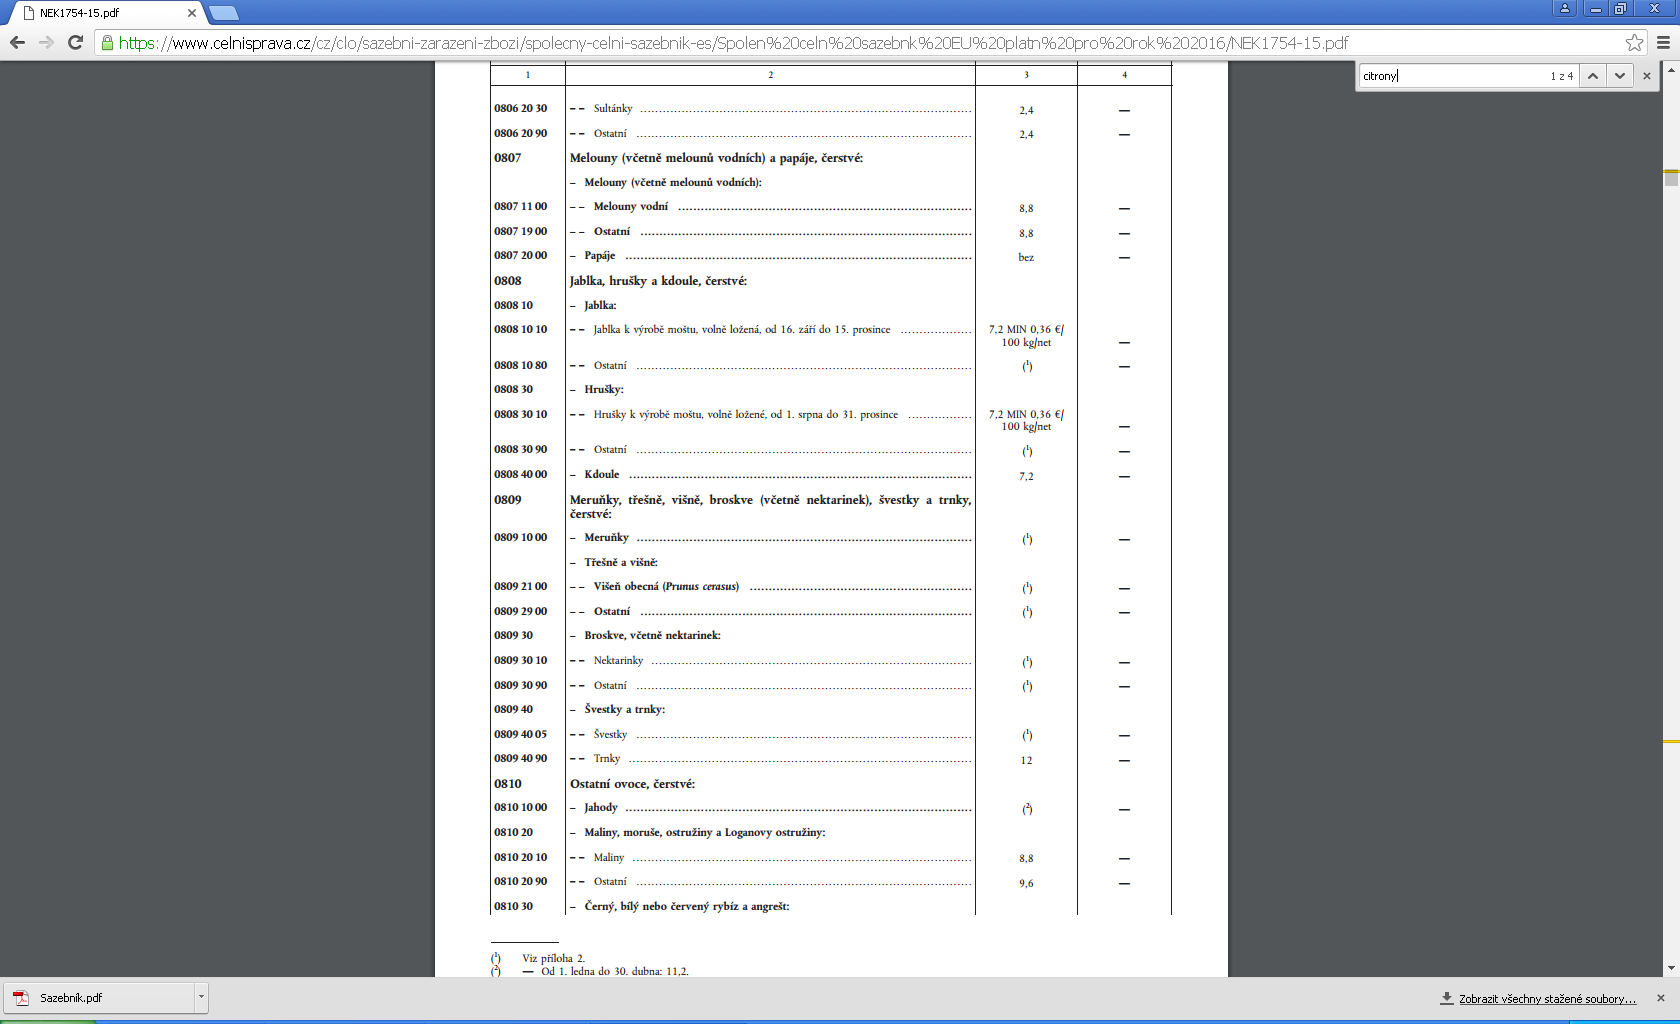 NEK1754-15.pdf
https://www.celnisprava.cz/cz/clo/sazebni-zarazeni-zbozi/spolecny-celni-sazebnik-es/Spolen%20celn%20sazebnk%20EU%20platn%20pro%20rok%202016/NEK1754-15.pdf
citrony 1 z 4
1 2 3 4
0806 20 30 – – Sultánky 2,4 —
0806 20 90 – – Ostatní 2,4 —
0807 Melouny (včetně melounů vodních) a papáje, čerstvé:
– Melouny (včetně melounů vodních):
0807 11 00 – – Melouny vodní 8,8 —
0807 19 00 – – Ostatní 8,8 —
0807 20 00 – Papáje bez —
0808 Jablka, hrušky a kdoule, čerstvé:
0808 10 – Jablka:
0808 10 10 – – Jablka k výrobě moštu, volně ložená, od 16. září do 15. prosince 7,2 MIN 0,36 €/
100 kg/net —
0808 10 80 – – Ostatní (1) —
0808 30 – Hrušky:
0808 30 10 – – Hrušky k výrobě moštu, volně ložené, od 1. srpna do 31. prosince 7,2 MIN 0,36 €/
100 kg/net —
0808 30 90 – – Ostatní (1) —
0808 40 00 – Kdoule 7,2 —
0809 Meruňky, třešně, višně, broskve (včetně nektarinek), švestky a trnky,
čerstvé:
0809 10 00 – Meruňky (1) —
– Třešně a višně:
0809 21 00 – – Višeň obecná (Prunus cerasus) (1) —
0809 29 00 – – Ostatní (1) —
0809 30 – Broskve, včetně nektarinek:
0809 30 10 – – Nektarinky (1) —
0809 30 90 – – Ostatní (1) —
0809 40 – Švestky a trnky:
0809 40 05 – – Švestky (1) —
0809 40 90 – – Trnky 12 —
0810 Ostatní ovoce, čerstvé:
0810 10 00 – Jahody (2) —
0810 20 – Maliny, moruše, ostružiny a Loganovy ostružiny:
0810 20 10 – – Maliny 8,8 —
0810 20 90 – – Ostatní 9,6 —
0810 30 – Černý, bílý nebo červený rybíz a angrešt:
(1) Viz příloha 2.
(2) — Od 1. ledna do 30. dubna: 11,2.
Sazebník.pdf
Zobrazit všechny stažené soubory...